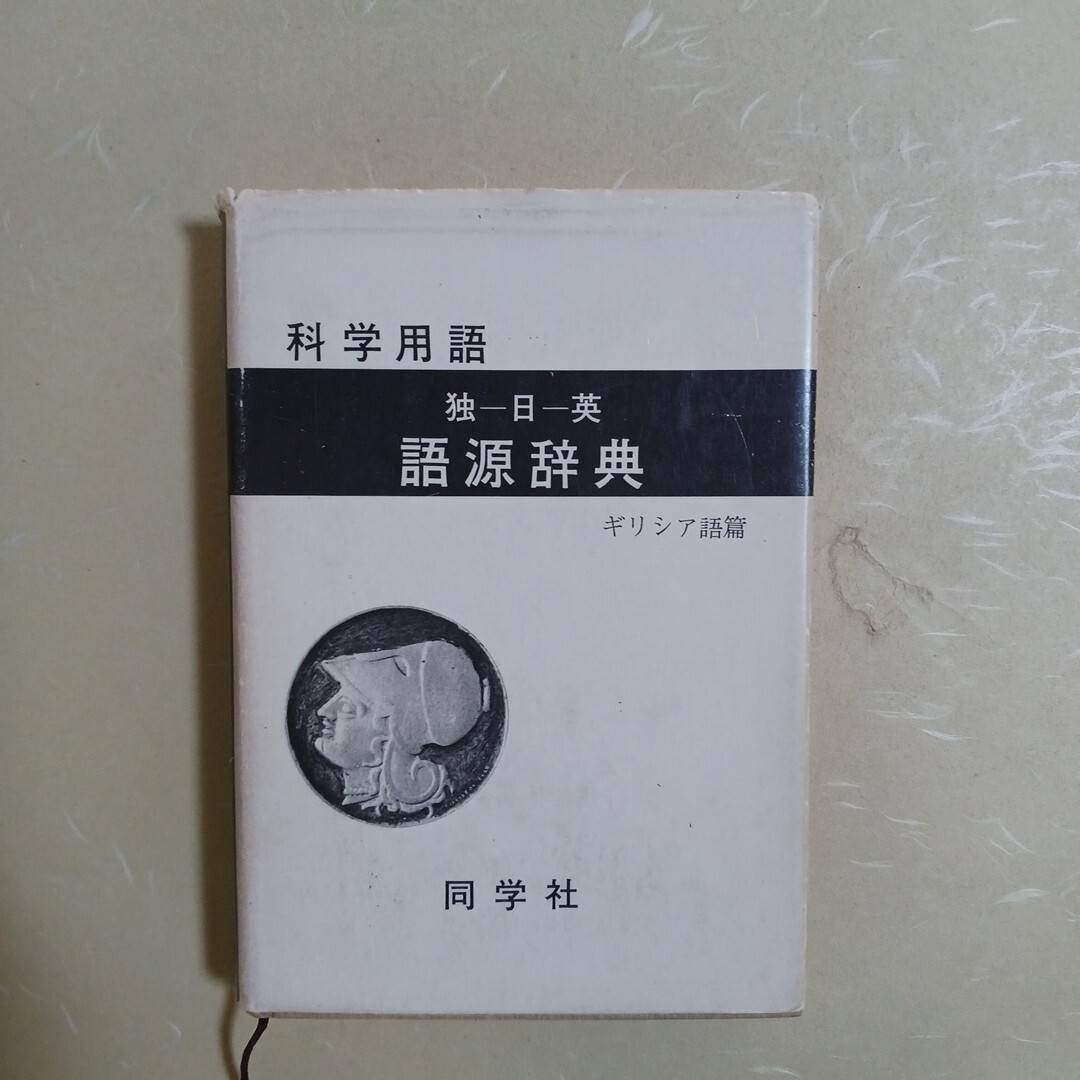 科学用語
独―日―英
語源辞典
ギリシア語篇
同学社